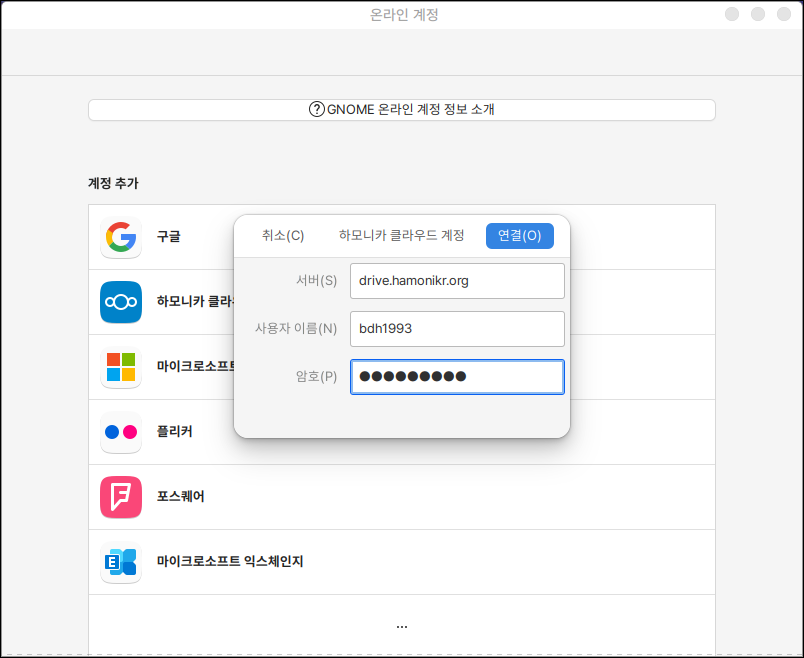 온라인 계정
GNOME 온라인 계정 정보 소개
계정 추가
구글
취소(C) 하모니카 클라우드 계정 연결(O)
서버(S) drive.hamonikr.org
하모니카
사용자 이름(N) bdh1993
마이크로소프트
암호(P) ●●●●●●●●●
플리커
포스퀘어
마이크로소프트 익스체인지
...